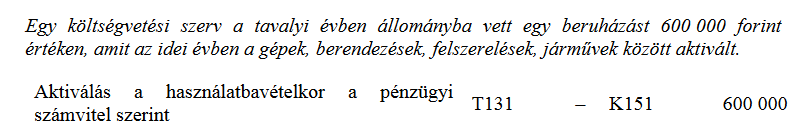 Egy költségvetési szerv a tavalyi évben állományba vett egy beruházást 600 000 forint
értéken, amit az idei évben a gépek, berendezések, felszerelések, járművek között aktivált.
Aktiválás a használatbavételkor a pénzügyi
számvitel szerint T131 – K151 600 000